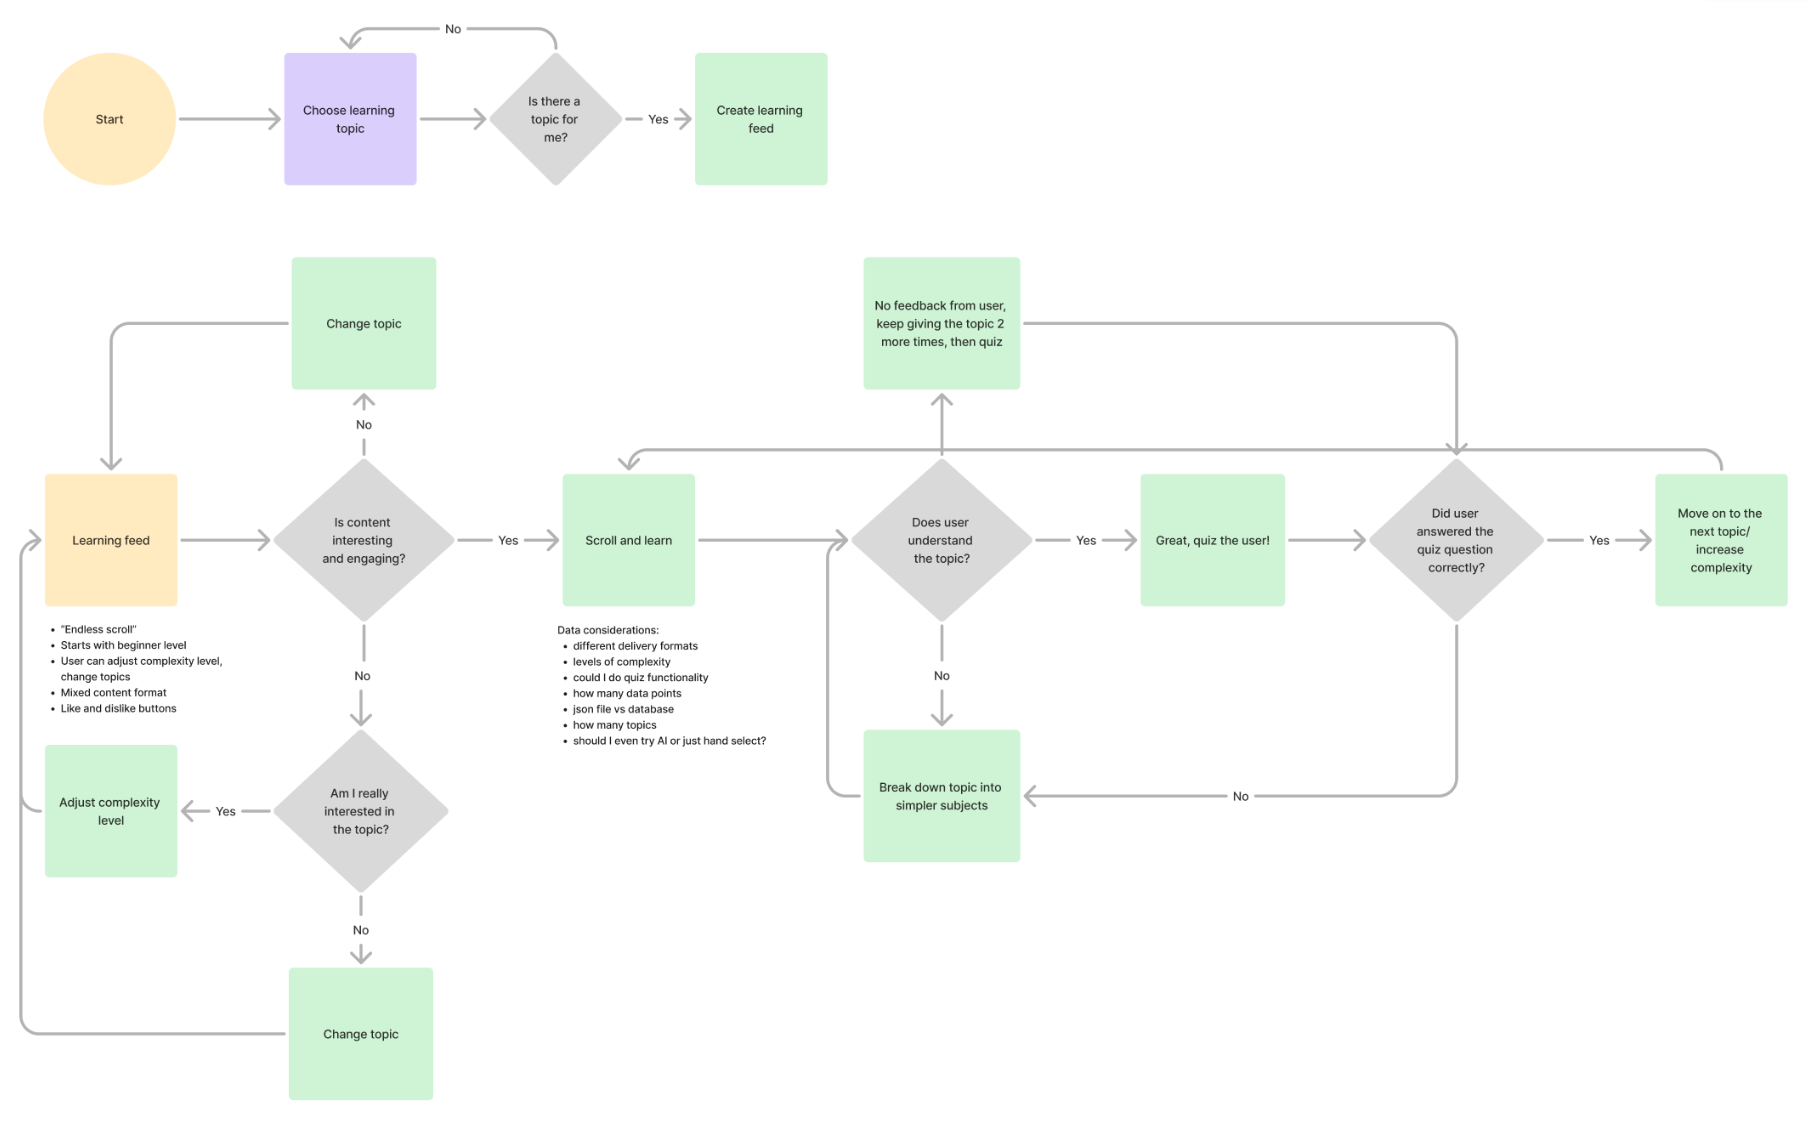 No
Start
Choose learning
topic
Is there a
topic for
me?
Yes
Create learning
feed
Change topic
No
No feedback from user,
keep giving the topic 2
more times, then quiz
Learning feed
Is content
interesting
and engaging?
Yes
Scroll and learn
Does user
understand
the topic?
Yes
Great, quiz the user!
Did user
answered the
quiz question
correctly?
Yes
Move on to the
next topic/
increase
complexity
• "Endless scroll"
• Starts with beginner level
• User can adjust complexity level,
change topics
• Mixed content format
• Like and dislike buttons
No
Data considerations:
• different delivery formats
• levels of complexity
• could I do quiz functionality
• how many data points
• json file vs database
• how many topics
• should I even try AI or just hand select?
No
Adjust complexity
level
Yes
Am I really
interested in
the topic?
Break down topic into
simpler subjects
No
No
Change topic